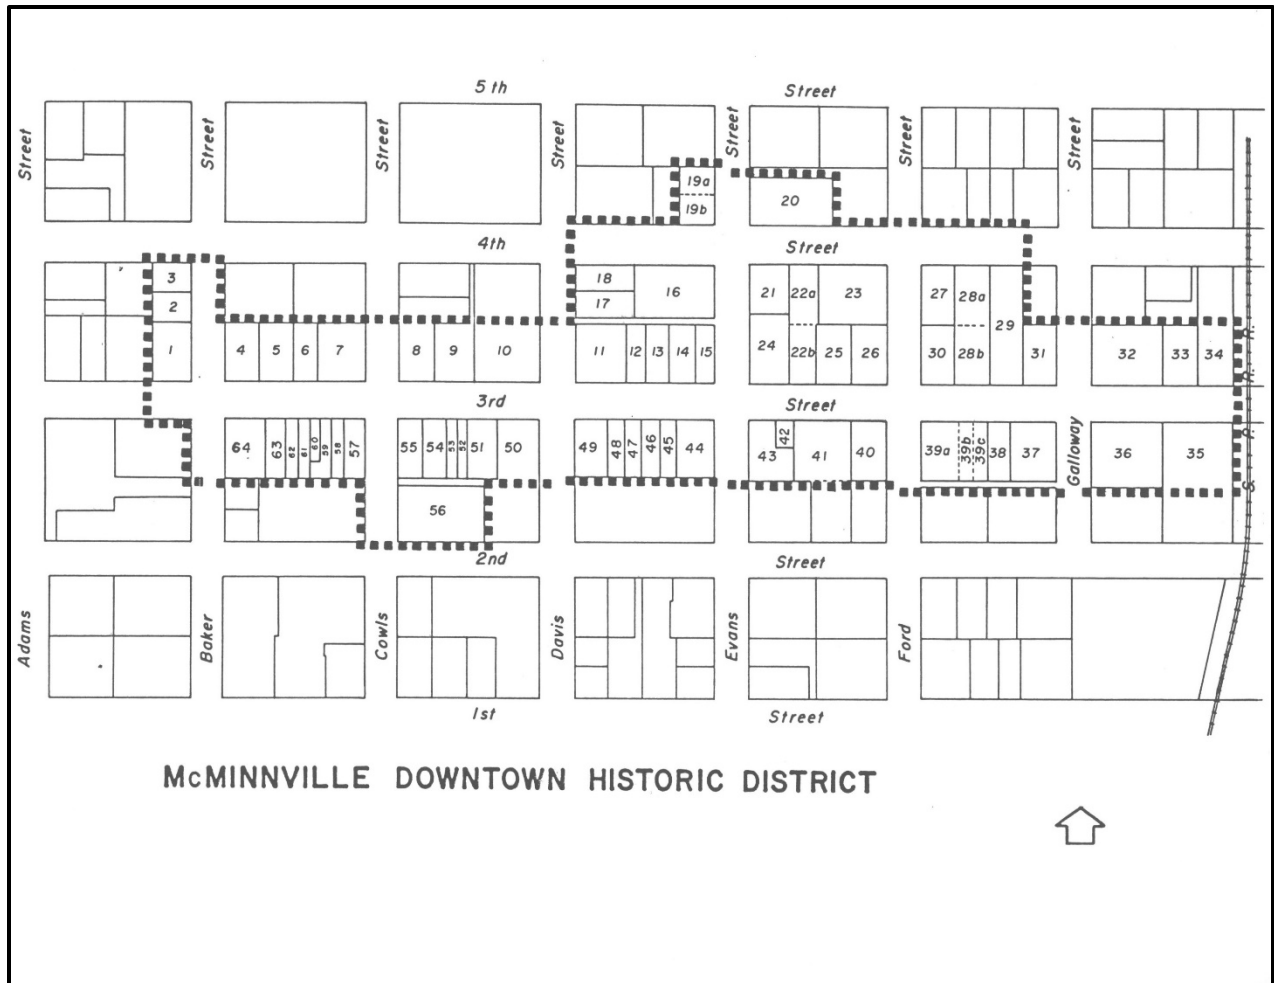 5th Street
Street Street Street Street Street Street Street
19a
19b
20
4th Street
3
2
1
4 5 6 7
8 9 10
18
17 16
11 12 13 14 15
21 22a 23
24 22b 25 26
27 28a
29
30 28b
31
32 33 34
3rd Street
64 63 62 61 60 59 58 57
55 54 53 52 51 50
56
49 48 47 46 45 44
43 42 41 40
39a 39b 39c 38 37
Galloway
36 35
S. P. R. R.
2nd Street
Adams Baker Cowls Davis Evans Ford
1st Street
McMINNVILLE DOWNTOWN HISTORIC DISTRICT